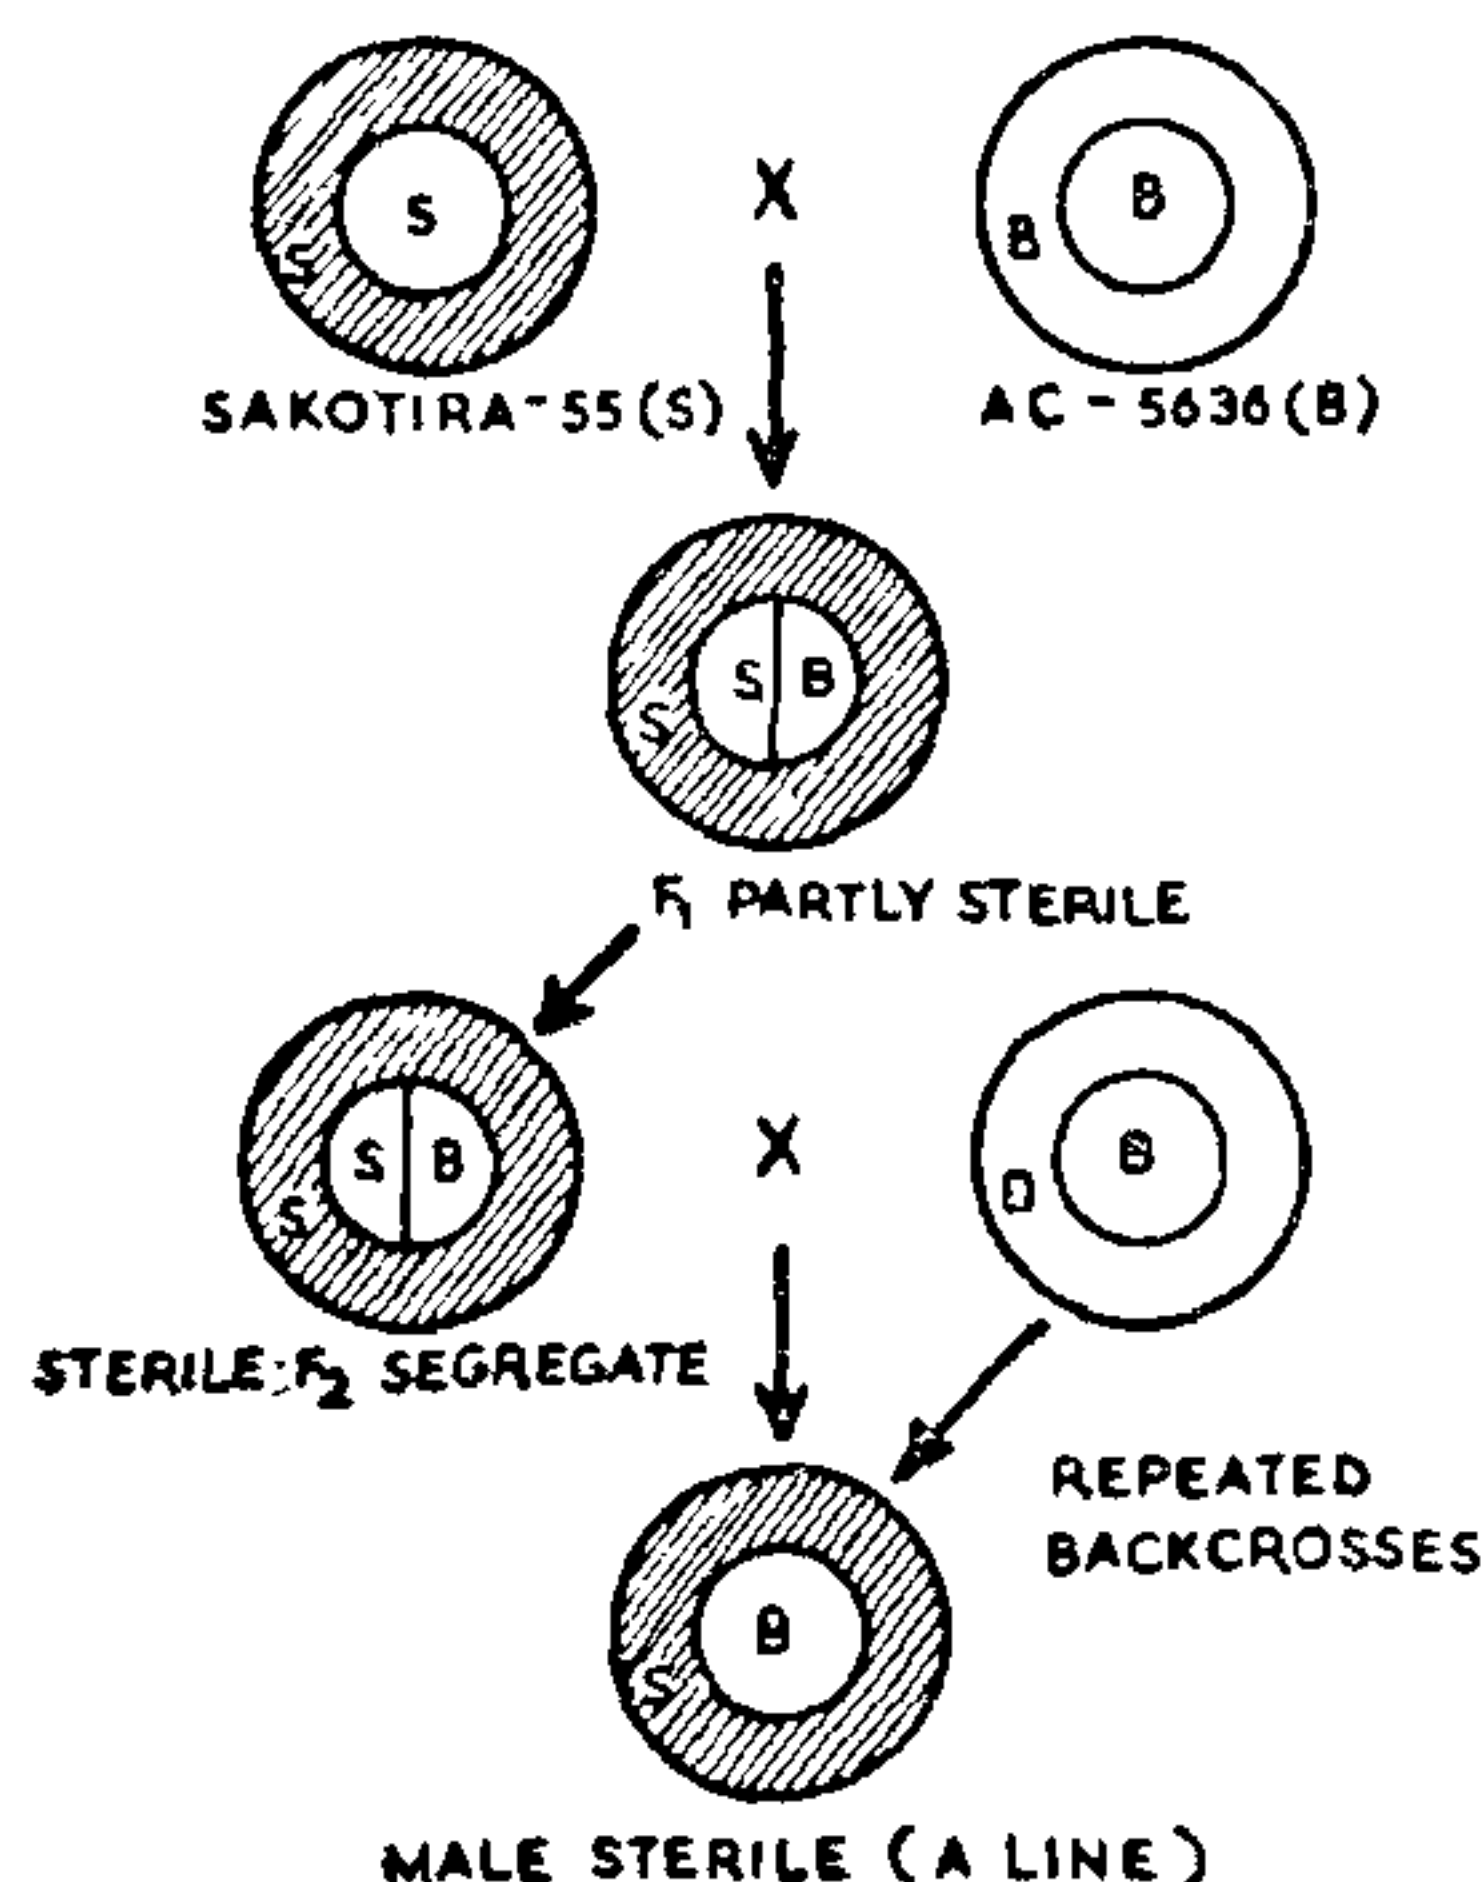 S
S
X
B
B
SAKOTIRA-55(S)
AC-5636(B)
S B
S
F1 PARTLY STERILE
S B
S
X
B
STERILE:F2 SEGREGATE
REPEATED
BACKCROSSES
B
S
MALE STERILE (A LINE)